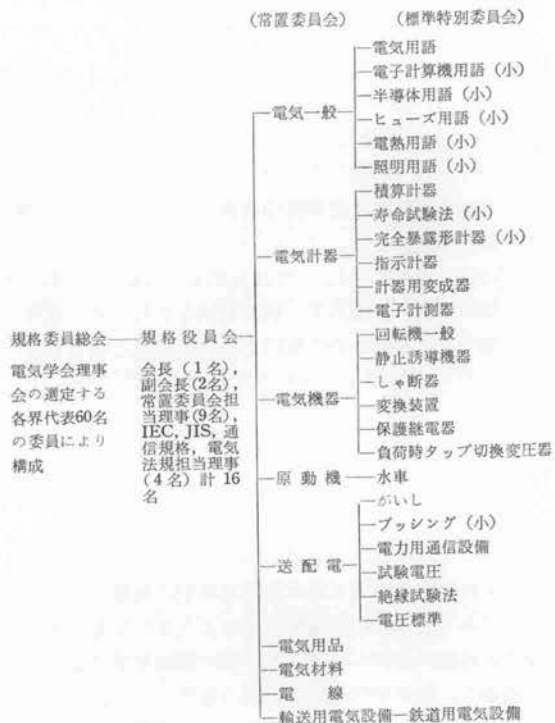 (常置委員会) (標準特別委員会)
電気一般
電気用語
電子計算機用語(小)
半導体用語(小)
ヒューズ用語(小)
電熱用語(小)
照明用語(小)
電気計器
積算計器
寿命試験法(小)
完全暴露形計器(小)
指示計器
計器用変成器
電子計測器
規格委員総会
電気学会理事
会の選定する
各界代表60名
の委員により
構成
規格役員会
会長(1名),
副会長(2名),
常置委員会担
当理事(9名),
IEC, JIS, 通
信規格, 電気
法規担当理事
(4名)計16
名
電気機器
回転機一般
静止誘導機器
しゃ断器
変換装置
保護継電器
負荷時タップ切換変圧器
原動機
水車
送配電
がいし
ブッシング(小)
電力用通信設備
試験電圧
絶縁試験法
電圧標準
電気用品
電気材料
電線
輸送用電気設備
鉄道用電気設備